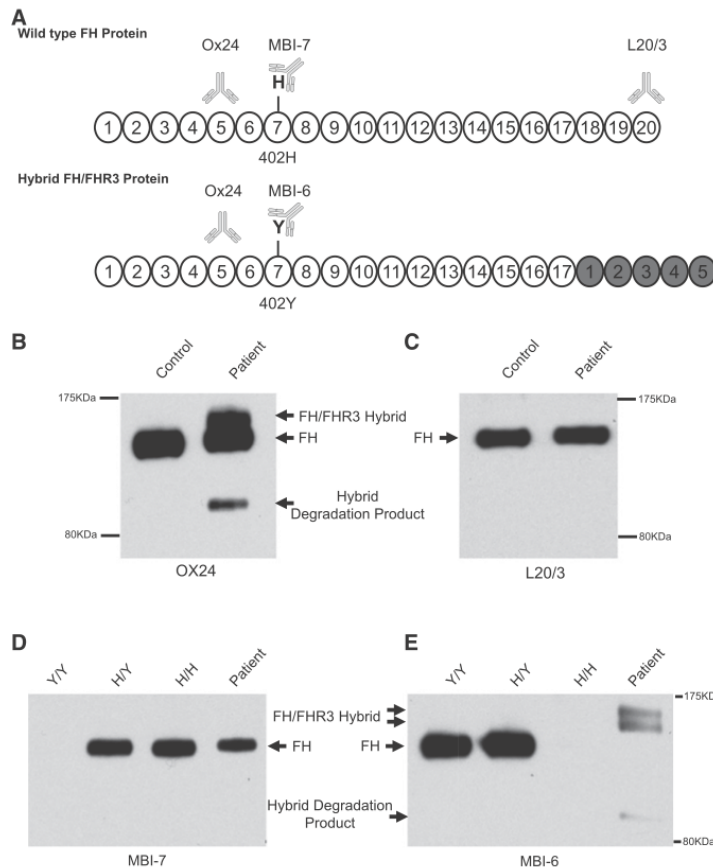 A
Wild type FH Protein
Ox24 MBI-7 L20/3
H
1 2 3 4 5 6 7 8 9 10 11 12 13 14 15 16 17 18 19 20
402H
Hybrid FH/FHR3 Protein
Ox24 MBI-6
Y
1 2 3 4 5 6 7 8 9 10 11 12 13 14 15 16 17 1 2 3 4 5
402Y
B
Control Patient
175KDa
FH/FHR3 Hybrid
FH
Hybrid
Degradation Product
80KDa
OX24
C
Control Patient
175KDa
FH
80KDa
L20/3
D
Y/Y H/Y H/H Patient
FH
MBI-7
E
Y/Y H/Y H/H Patient
175KD
FH/FHR3 Hybrid
FH
Hybrid Degradation
Product
80KDa
MBI-6